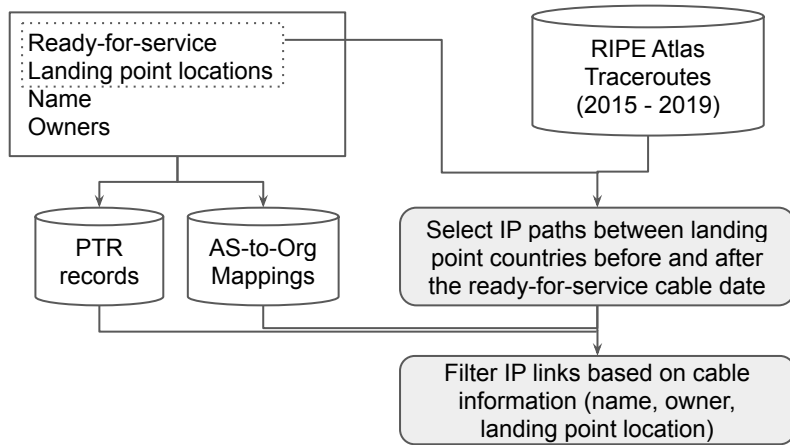 Ready-for-service
Landing point locations
Name
Owners
RIPE Atlas
Traceroutes
(2015 - 2019)
PTR
records
AS-to-Org
Mappings
Select IP paths between landing
point countries before and after
the ready-for-service cable date
Filter IP links based on cable
information (name, owner,
landing point location)